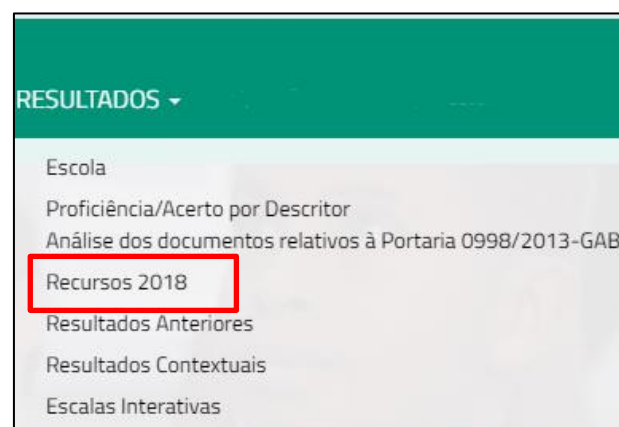 RESULTADOS
Escola
Proficiência/Acerto por Descritor
Análise dos documentos relativos à Portaria 0998/2013-GAB
Recursos 2018
Resultados Anteriores
Resultados Contextuais
Escalas Interativas